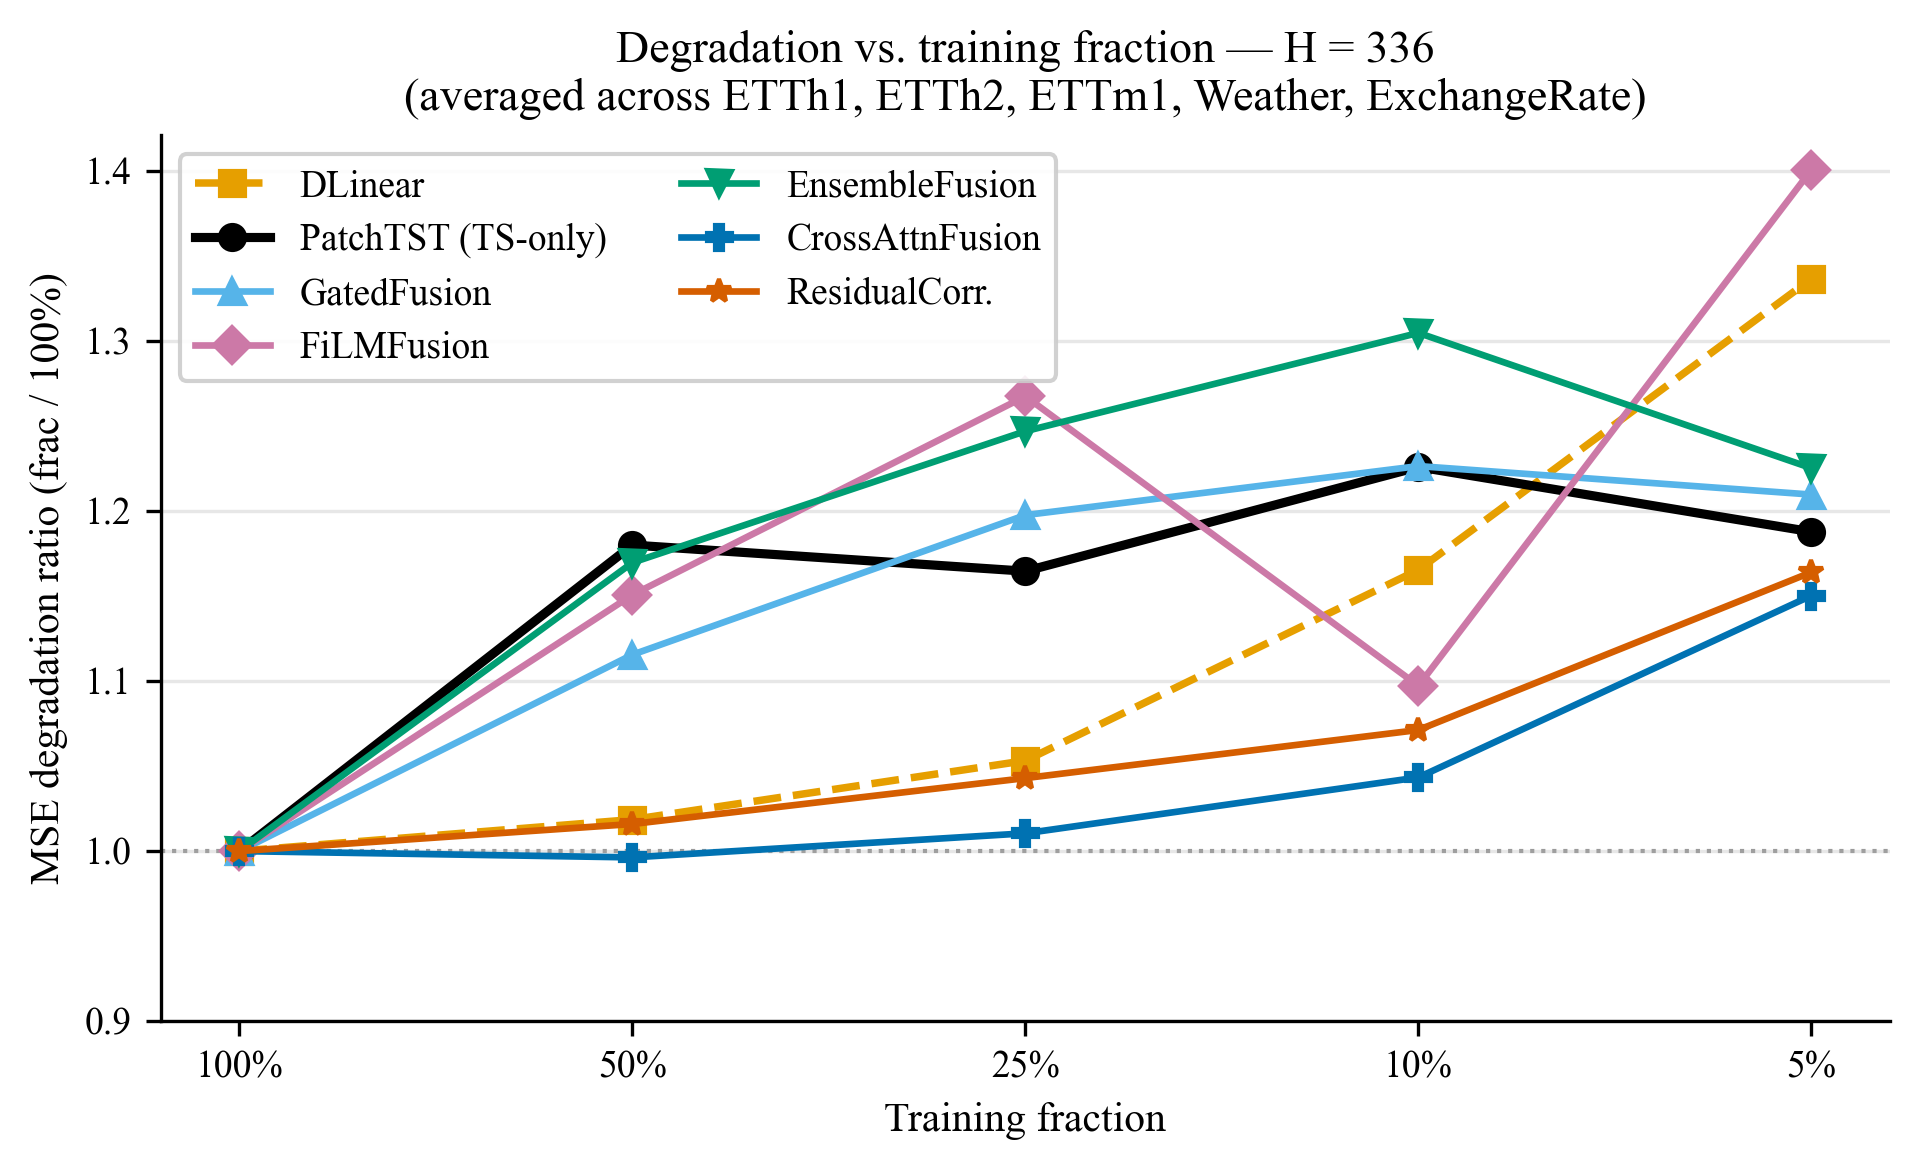 Degradation vs. training fraction — H = 336
(averaged across ETTh1, ETTh2, ETTm1, Weather, ExchangeRate)
MSE degradation ratio (frac / 100%)
1.4
1.3
1.2
1.1
1.0
0.9
DLinear
PatchTST (TS-only)
GatedFusion
FiLMFusion
EnsembleFusion
CrossAttnFusion
ResidualCorr.
100%
50%
25%
10%
5%
Training fraction